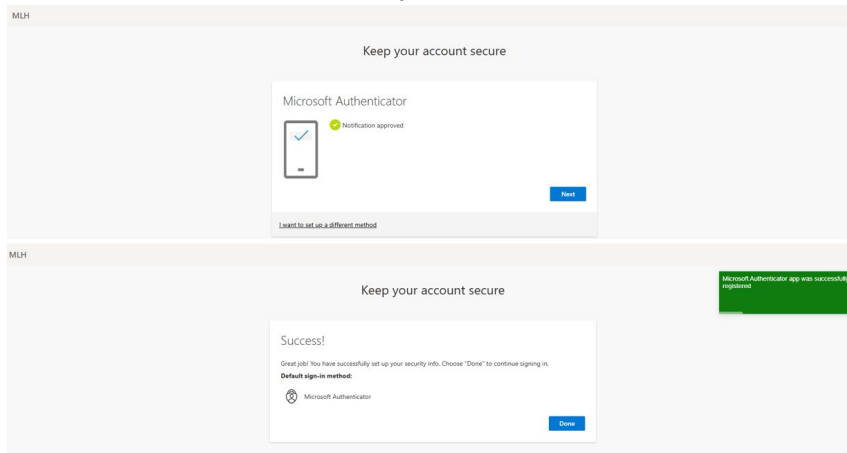 MLH
Keep your account secure
Microsoft Authenticator
Notification approved
Next
I want to set up a different method
MLH
Keep your account secure
Microsoft Authenticator app was successfully
registered
Success!
Great job! You have successfully set up your security info. Choose "Done" to continue signing in.
Default sign-in method:
Microsoft Authenticator
Done